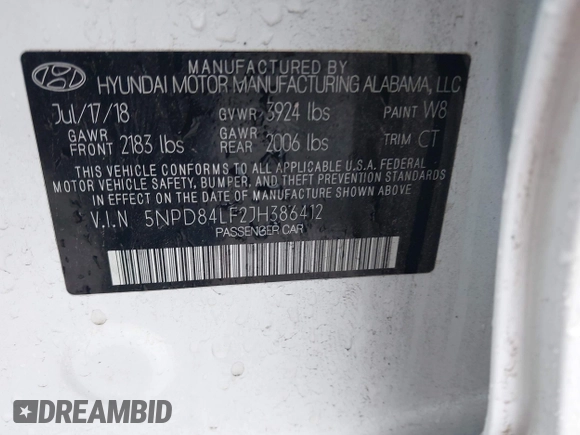 MANUFACTURED BY
HYUNDAI MOTOR MANUFACTURING ALABAMA, LLC
Jul/17/18 GVWR 3924 lbs PAINT W8
GAWR FRONT 2183 lbs GAWR REAR 2006 lbs TRIM CT
THIS VEHICLE CONFORMS TO ALL APPLICABLE U.S.A. FEDERAL
MOTOR VEHICLE SAFETY, BUMPER, AND THEFT PREVENTION
STANDARDS IN EFFECT ON THE DATE OF MANUFACTURE SHOWN ABOVE.
V.I.N 5NPD84LF2JH386412
PASSENGER CAR
DREAMBID